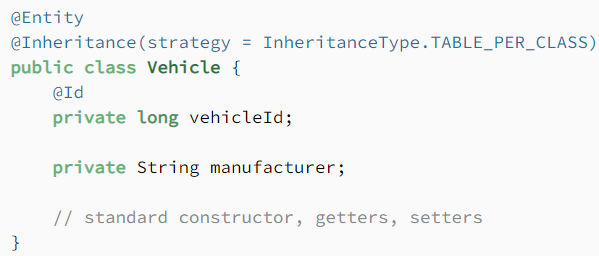 @Entity
@Inheritance(strategy = InheritanceType.TABLE_PER_CLASS)
public class Vehicle {
    @Id
    private long vehicleId;

    private String manufacturer;

    // standard constructor, getters, setters
}